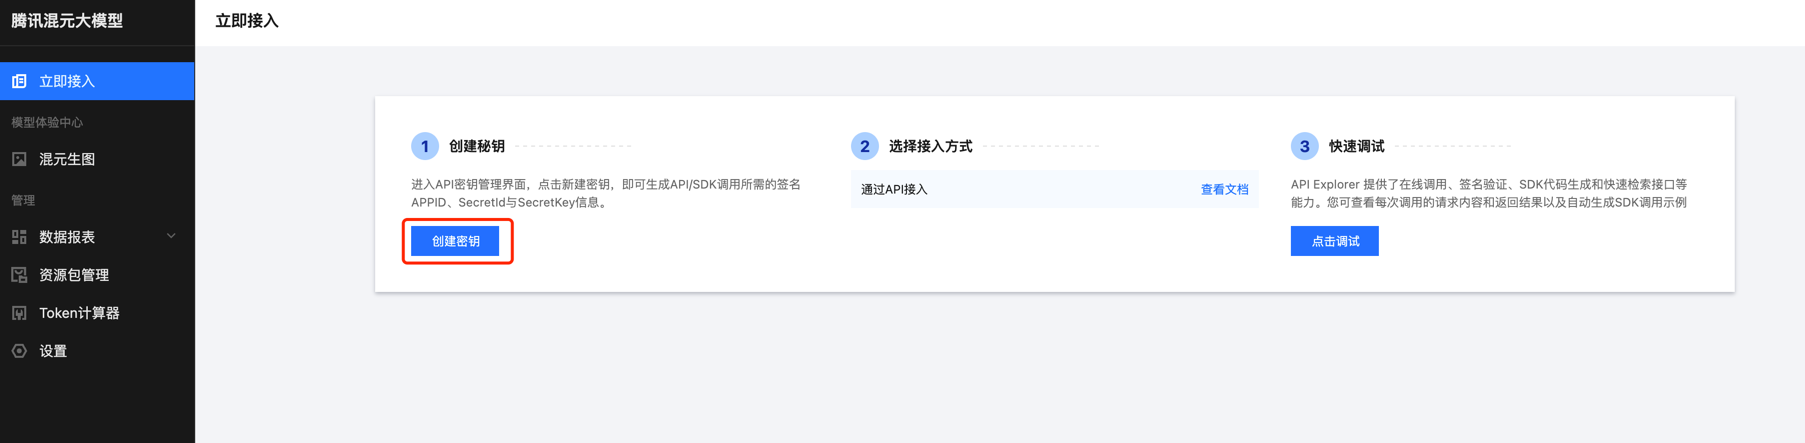 腾讯混元大模型
立即接入
立即接入
模型体验中心
混元生图
管理
数据报表
资源包管理
Token计算器
设置
1 创建秘钥
进入API密钥管理界面，点击新建密钥，即可生成API/SDK调用所需的签名
APPID、SecretId与SecretKey信息。
创建密钥
2 选择接入方式
通过API接入 查看文档
3 快速调试
API Explorer 提供了在线调用、签名验证、SDK代码生成和快速检索接口等
能力。您可查看每次调用的请求内容和返回结果以及自动生成SDK调用示例
点击调试